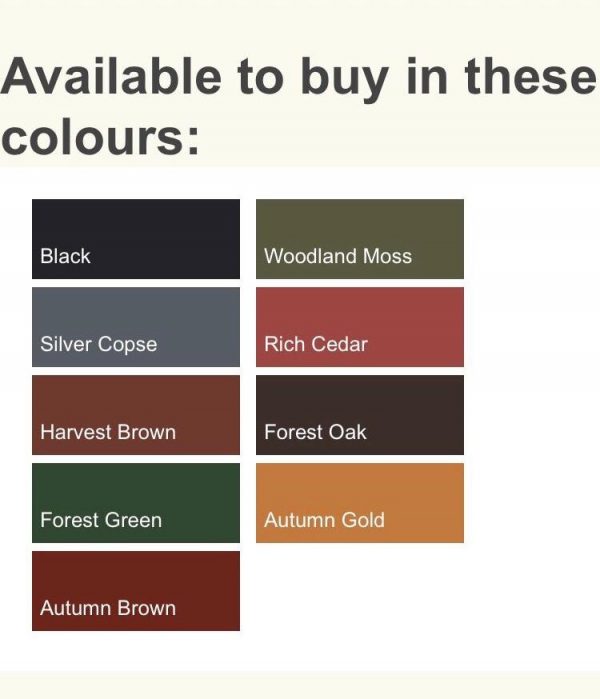 Available to buy in these
colours:
Black
Woodland Moss
Silver Copse
Rich Cedar
Harvest Brown
Forest Oak
Forest Green
Autumn Gold
Autumn Brown